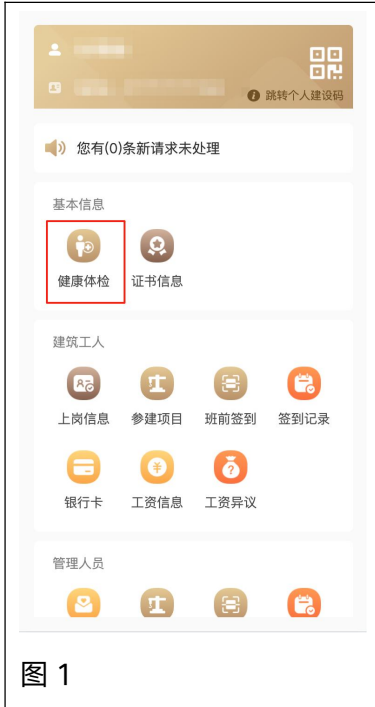 跳转个人建设码
您有(0)条新请求未处理
基本信息
健康体检 证书信息
建筑工人
上岗信息 参建项目 班前签到 签到记录
银行卡 工资信息 工资异议
管理人员
图 1